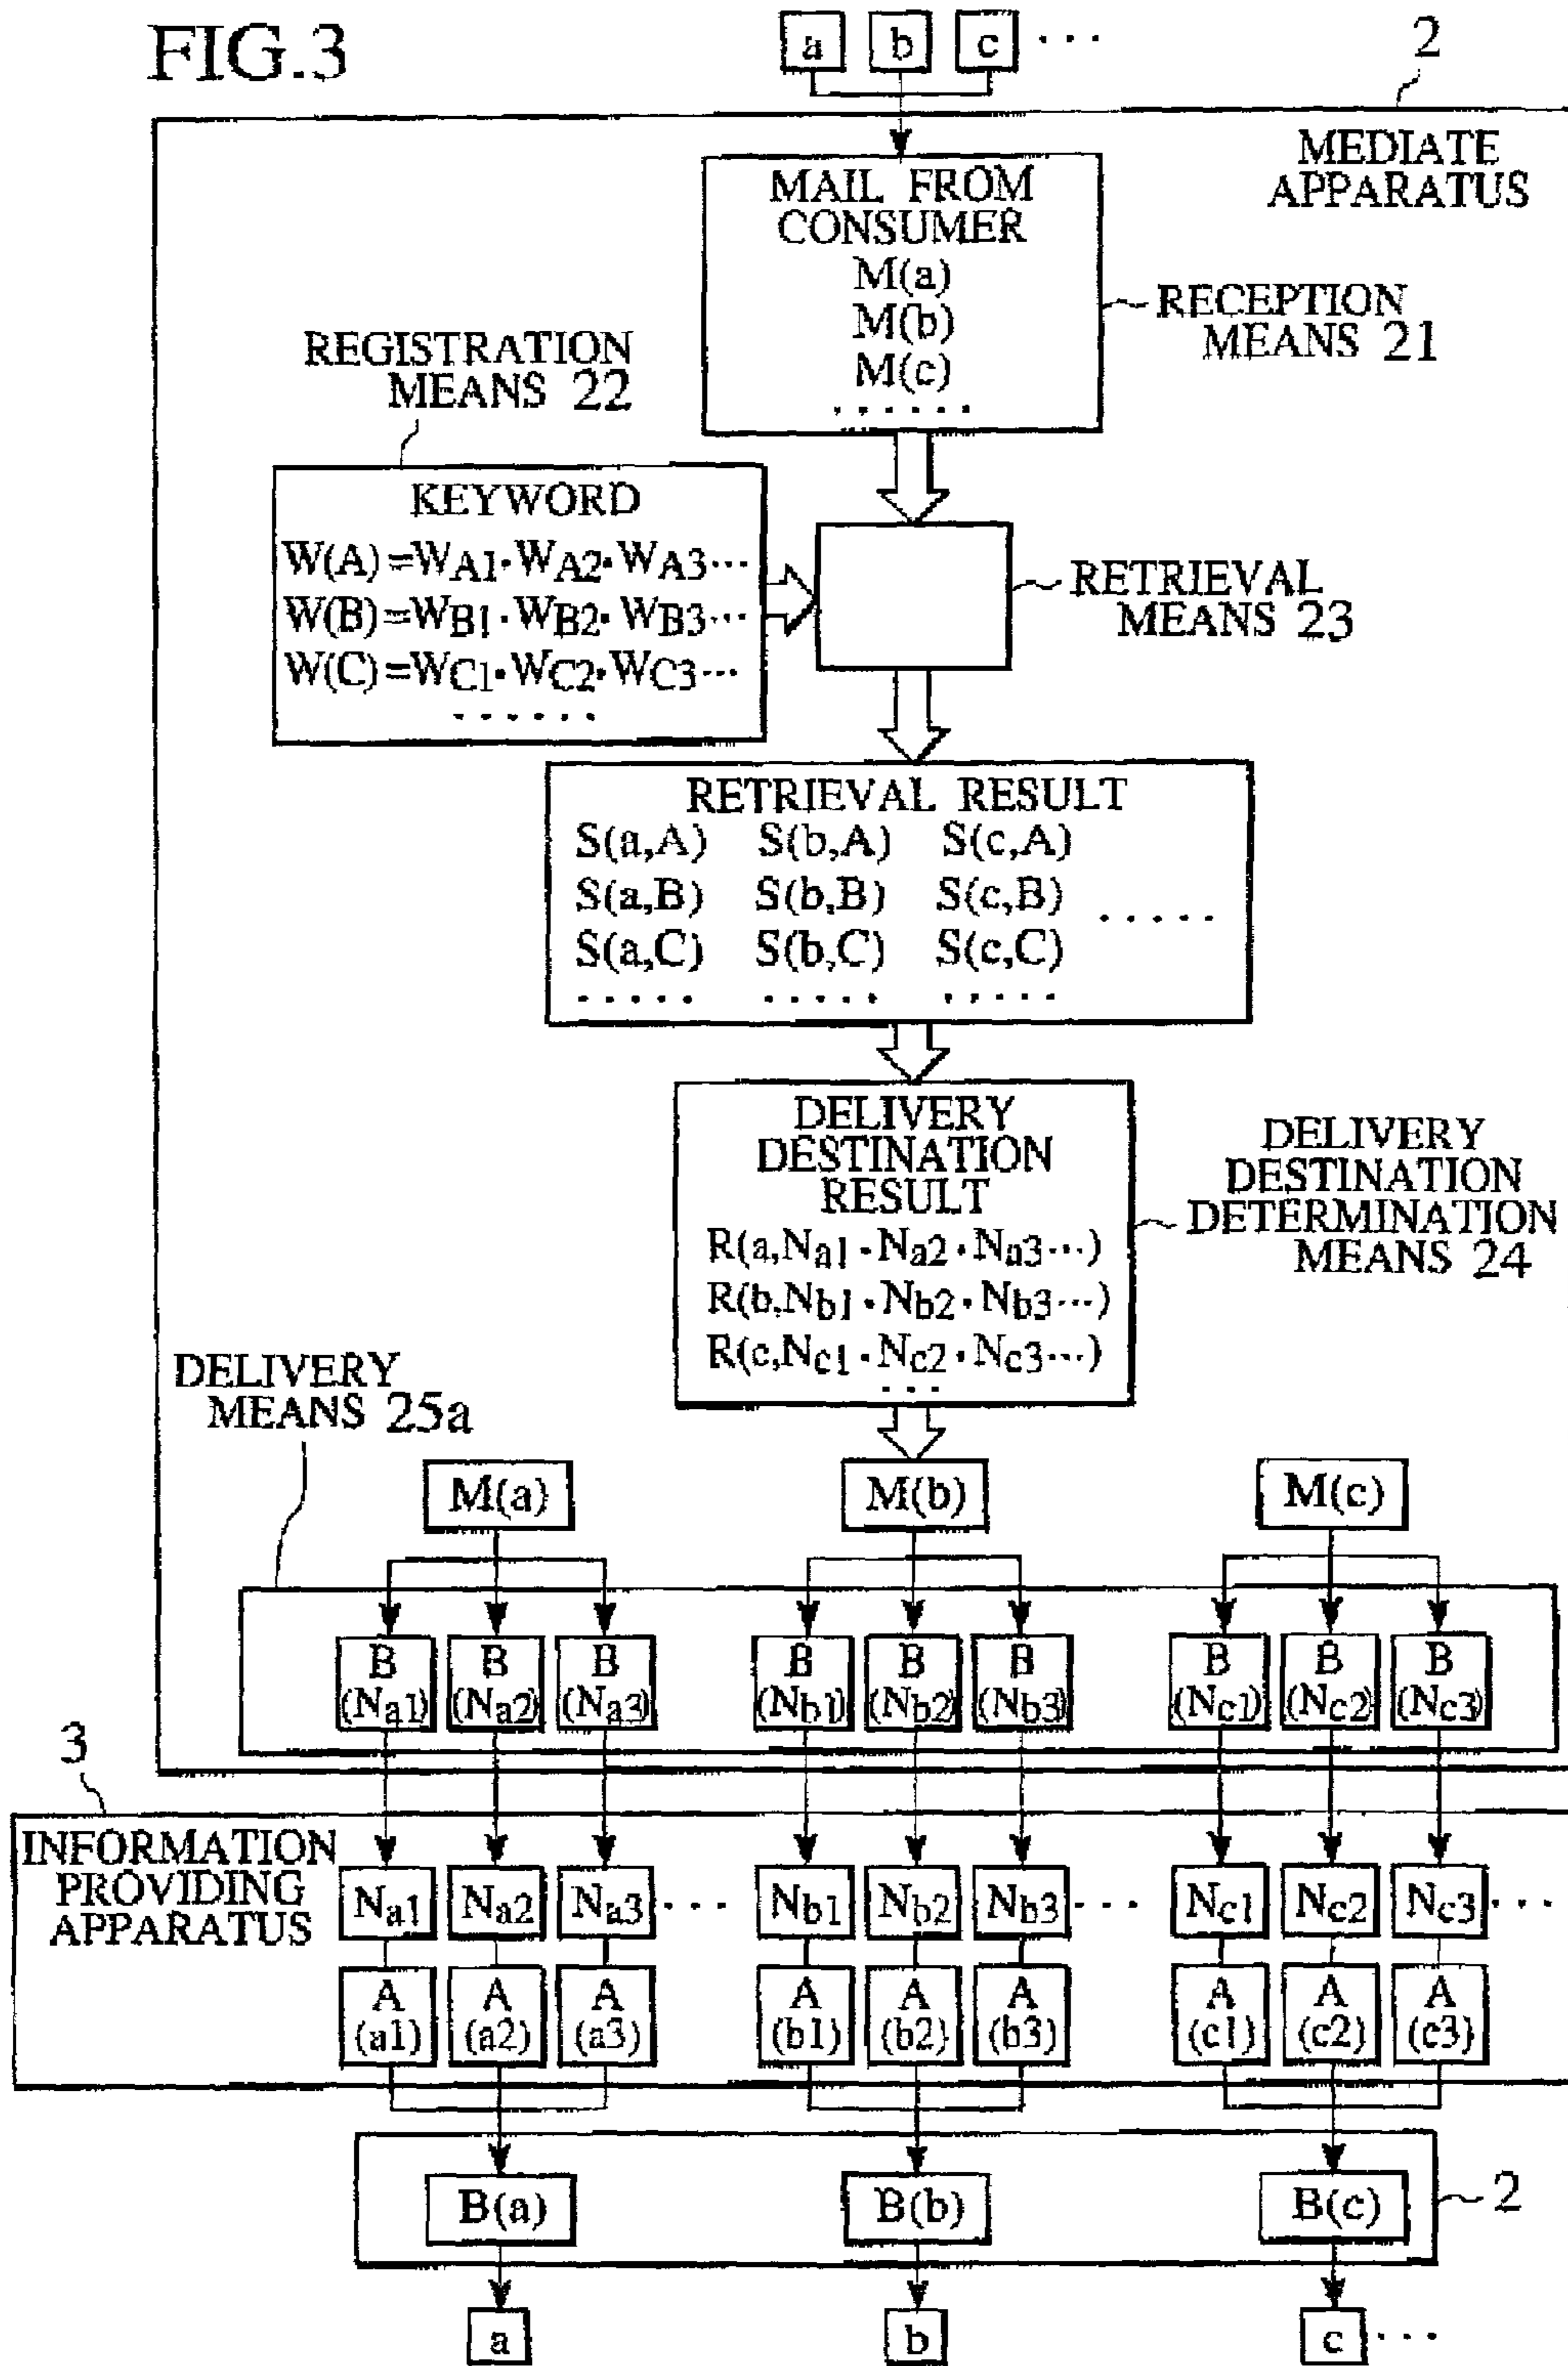 FIG.3
a b c ...
2
MEDIATE
APPARATUS
MAIL FROM
CONSUMER
M(a)
M(b)
M(c)
......
RECEPTION
MEANS 21
REGISTRATION
MEANS 22
KEYWORD
W(A)=WA1·WA2·WA3···
W(B)=WB1·WB2·WB3···
W(C)=WC1·WC2·WC3···
......
RETRIEVAL
MEANS 23
RETRIEVAL RESULT
S(a,A) S(b,A) S(c,A)
S(a,B) S(b,B) S(c,B) .....
S(a,C) S(b,C) S(c,C)
..... ..... .....
DELIVERY
DESTINATION
RESULT
R(a,Na1·Na2·Na3···)
R(b,Nb1·Nb2·Nb3···)
R(c,Nc1·Nc2·Nc3···)
...
DELIVERY
DESTINATION
DETERMINATION
MEANS 24
DELIVERY
MEANS 25a
M(a) M(b) M(c)
B B B B B B B B B
(Na1) (Na2) (Na3) (Nb1) (Nb2) (Nb3) (Nc1) (Nc2) (Nc3)
3
INFORMATION
PROVIDING
APPARATUS
Na1 Na2 Na3 ... Nb1 Nb2 Nb3 ... Nc1 Nc2 Nc3 ...
A A A A A A A A A
(a1) (a2) (a3) (b1) (b2) (b3) (c1) (c2) (c3)
B(a) B(b) B(c)
2
a b c ...